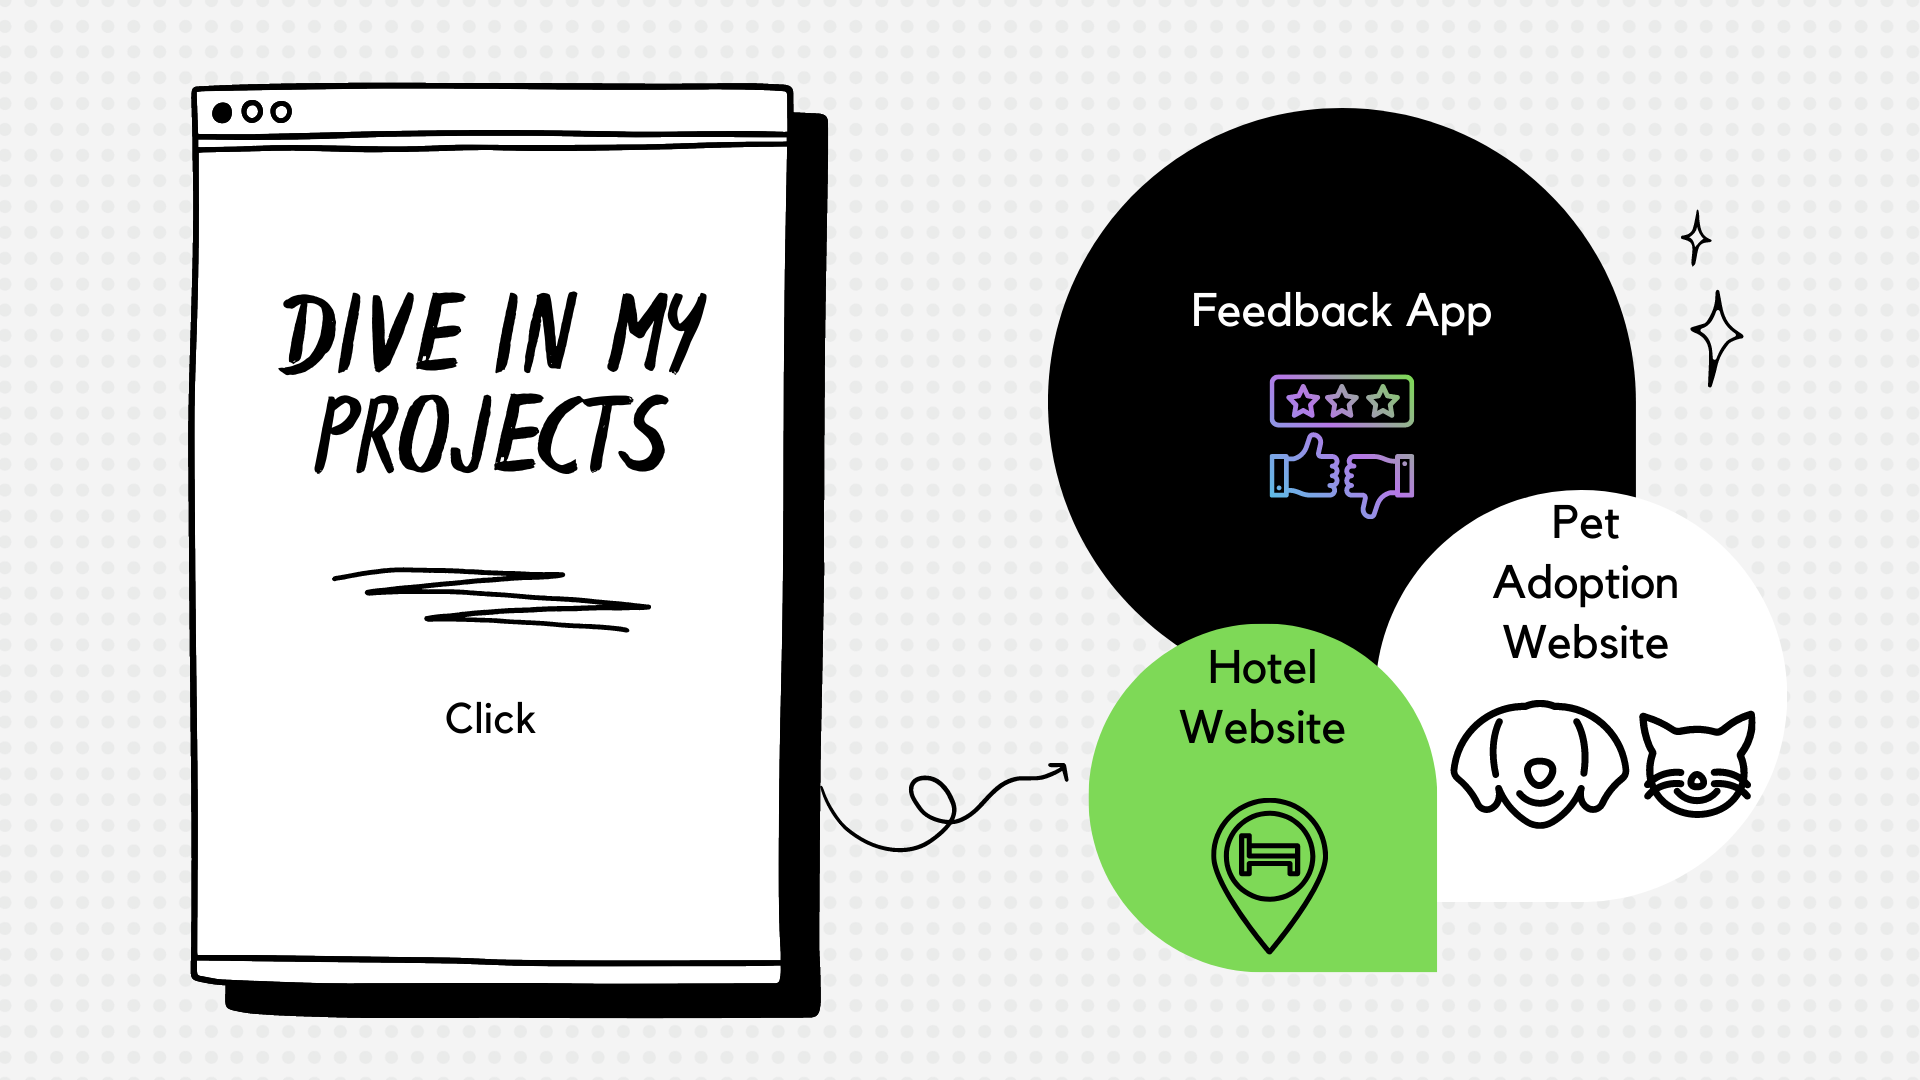 DIVE IN MY
PROJECTS
Click
Feedback App
Pet
Adoption
Website
Hotel
Website